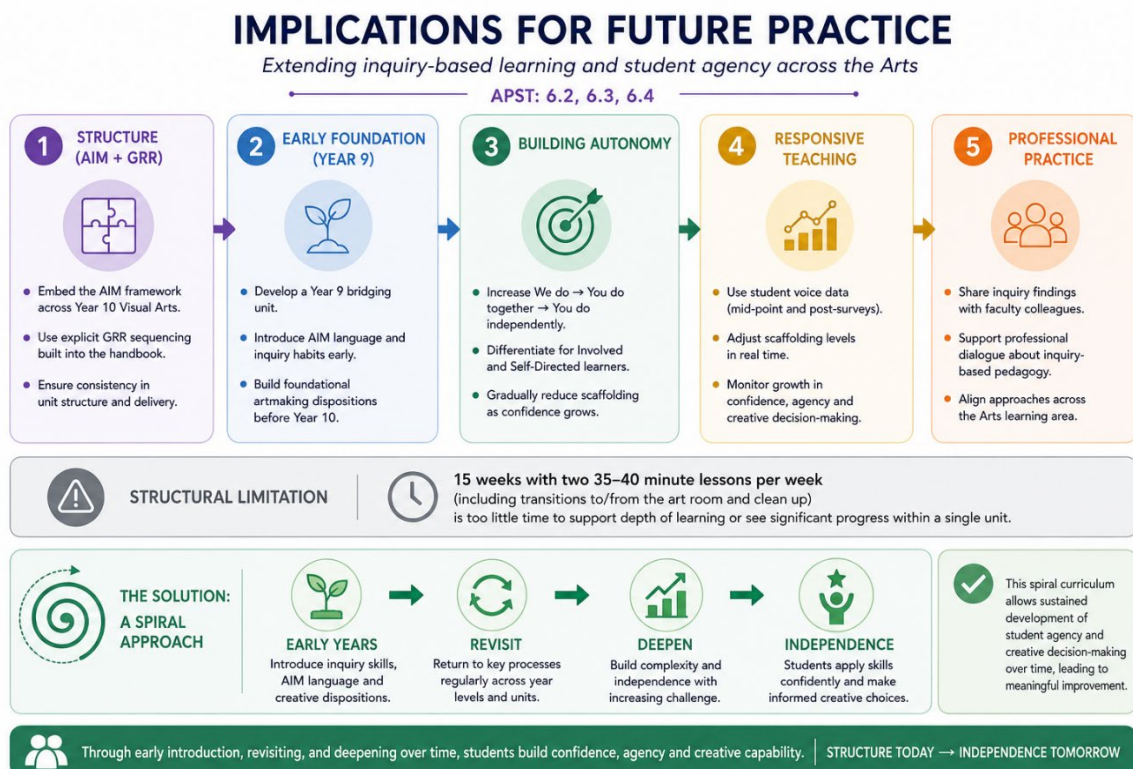 IMPLICATIONS FOR FUTURE PRACTICE
Extending inquiry-based learning and student agency across the Arts
APST: 6.2, 6.3, 6.4
1
STRUCTURE
(AIM + GRR)
• Embed the AIM framework
across Year 10 Visual Arts.
• Use explicit GRR sequencing
built into the handbook.
• Ensure consistency in
unit structure and delivery.
2
EARLY FOUNDATION
(YEAR 9)
• Develop a Year 9 bridging
unit.
• Introduce AIM language and
inquiry habits early.
• Build foundational
artmaking dispositions
before Year 10.
3
BUILDING AUTONOMY
• Increase We do → You do
together → You do
independently.
• Differentiate for Involved
and Self-Directed learners.
• Gradually reduce scaffolding
as confidence grows.
4
RESPONSIVE
TEACHING
• Use student voice data
(mid-point and post-surveys).
• Adjust scaffolding levels
in real time.
• Monitor growth in
confidence, agency and
creative decision-making.
5
PROFESSIONAL
PRACTICE
• Share inquiry findings
with faculty colleagues.
• Support professional
dialogue about inquiry-
based pedagogy.
• Align approaches across
the Arts learning area.
STRUCTURAL LIMITATION
15 weeks with two 35–40 minute lessons per week
(including transitions to/from the art room and clean up)
is too little time to support depth of learning or see significant progress within a single unit.
THE SOLUTION:
A SPIRAL
APPROACH
EARLY YEARS
Introduce inquiry skills,
AIM language and
creative dispositions.
REVISIT
Return to key processes
regularly across year
levels and units.
DEEPEN
Build complexity and
independence with
increasing challenge.
INDEPENDENCE
Students apply skills
confidently and make
informed creative choices.
This spiral curriculum
allows sustained
development of
student agency and
creative decision-making
over time, leading to
meaningful improvement.
Through early introduction, revisiting, and deepening over time, students build confidence, agency and creative capability. | STRUCTURE TODAY → INDEPENDENCE TOMORROW